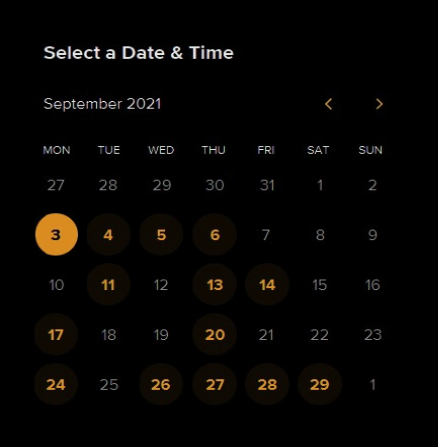 Select a Date & Time
September 2021 < >
MON TUE WED THU FRI SAT SUN
27 28 29 30 31 1 2
3 4 5 6 7 8 9
10 11 12 13 14 15 16
17 18 19 20 21 22 23
24 25 26 27 28 29 1